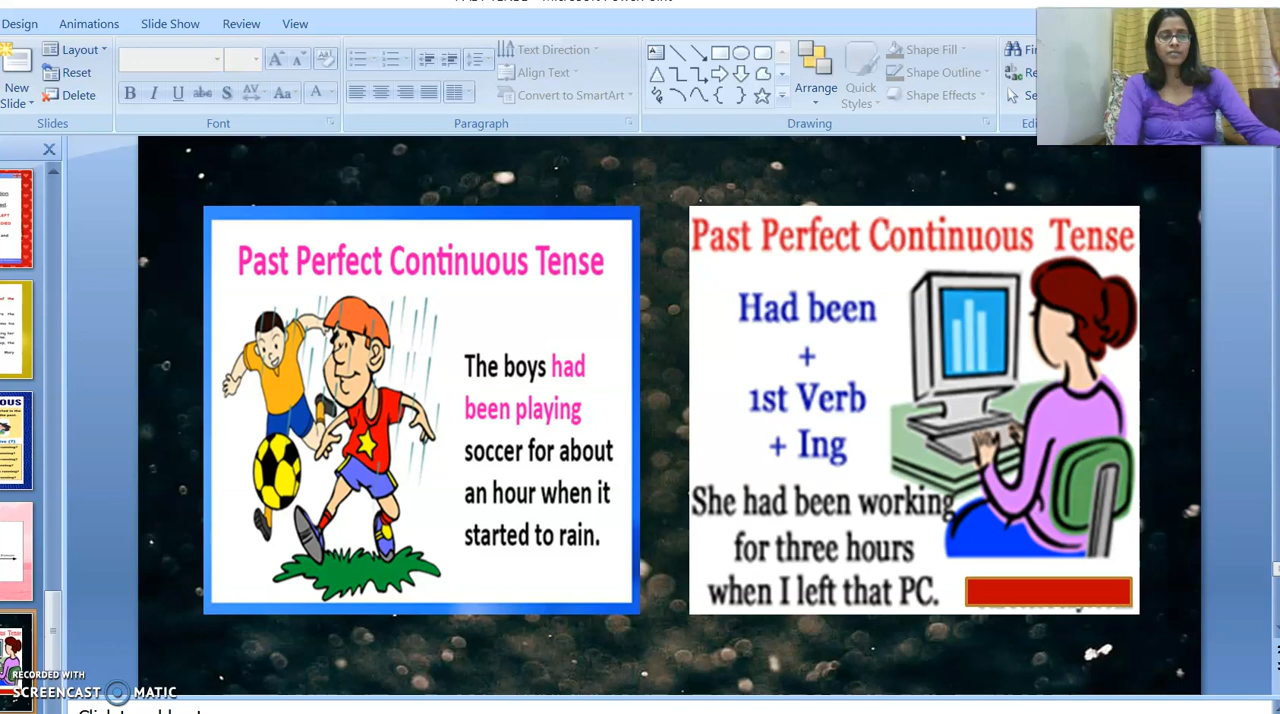 Design Animations Slide Show Review View
New
Slide
Layout
Reset
Delete
Slides
B I U abc S AV Aa A
Font
Text Direction
Align Text
Convert to SmartArt
Paragraph
Arrange
Quick
Styles
Shape Fill
Shape Outline
Shape Effects
Drawing
Past Perfect Continuous Tense
The boys had
been playing
soccer for about
an hour when it
started to rain.
Past Perfect Continuous Tense
Had been
+
1st Verb
+ Ing
She had been working
for three hours
when I left that PC.
RECORDED WITH
SCREENCAST MATIC